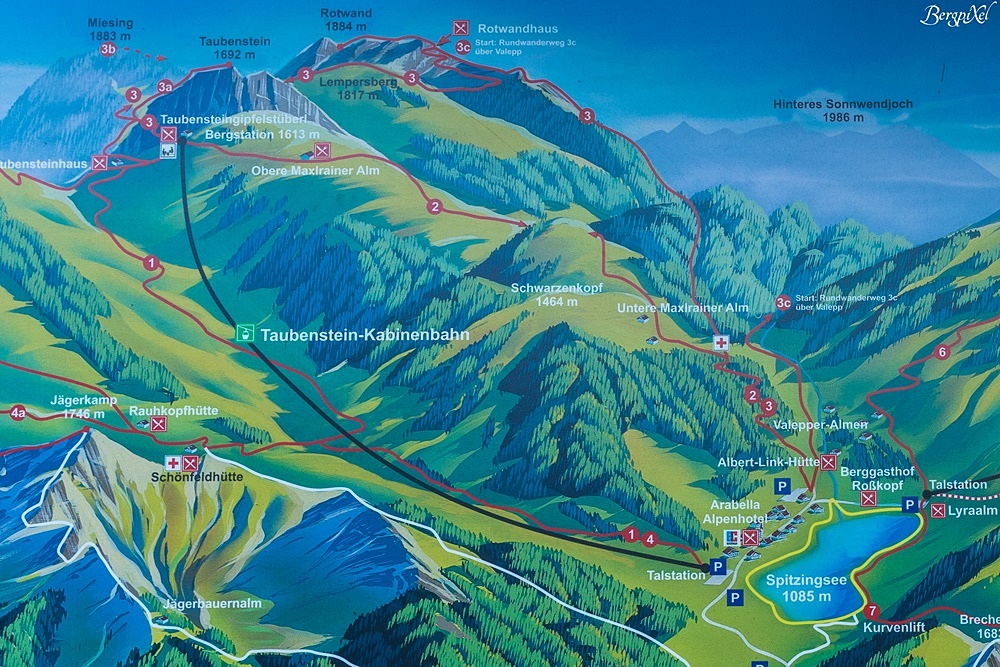 BergpiXel
Rotwand
1884 m
Miesing
1883 m
3b
Taubenstein
1692 m
Rotwandhaus
3c
Start: Rundwanderweg 3c
über Valepp
3
3a
3
3
Lempersberg
1817 m
3
3
Hinteres Sonnwendjoch
1986 m
3
Taubensteingipfelstüberl
Bergstation 1613 m
ubensteinhaus
Obere Maxlrainer Alm
2
1
Schwarzenkopf
1464 m
Untere Maxlrainer Alm
3c
Start: Rundwanderweg 3c
über Valepp
Taubenstein-Kabinenbahn
6
2
3
Jägerkamp
1746 m
4a
Rauhkopfhütte
Valepper-Almen
Albert-Link-Hütte
Schönfeldhütte
Berggasthof
Roßkopf
P
Talstation
P
Lyraalm
Arabella
Alpenhotel
1
4
Talstation
P
Spitzingsee
1085 m
P
Jägerbauernalm
7
Kurvenlift
Breche
1683
P